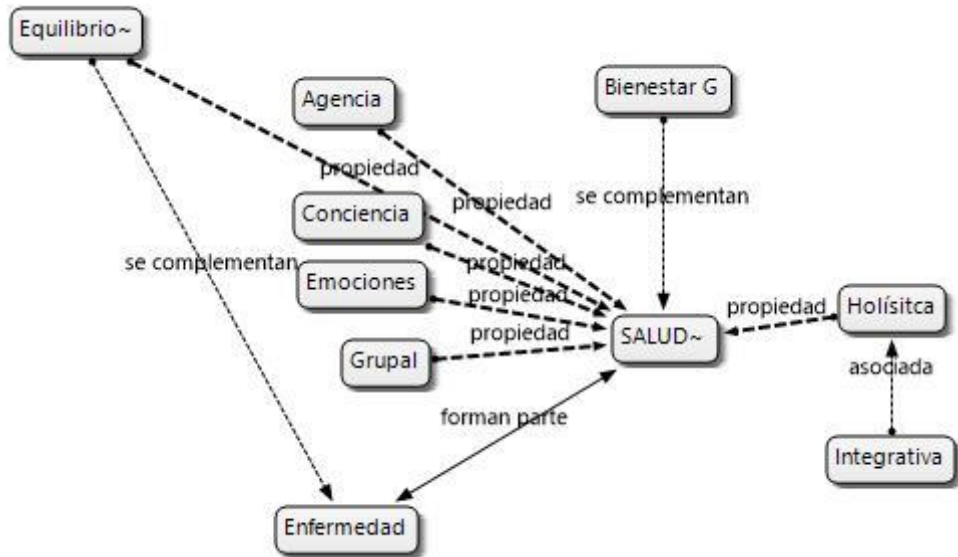 Equilibrio~
Agencia
Bienestar G
propiedad
propiedad
se complementan
Conciencia
se complementan
propiedad
Emociones
propiedad
propiedad
Holísitca
propiedad
SALUD~
Grupal
asociada
forman parte
Integrativa
Enfermedad